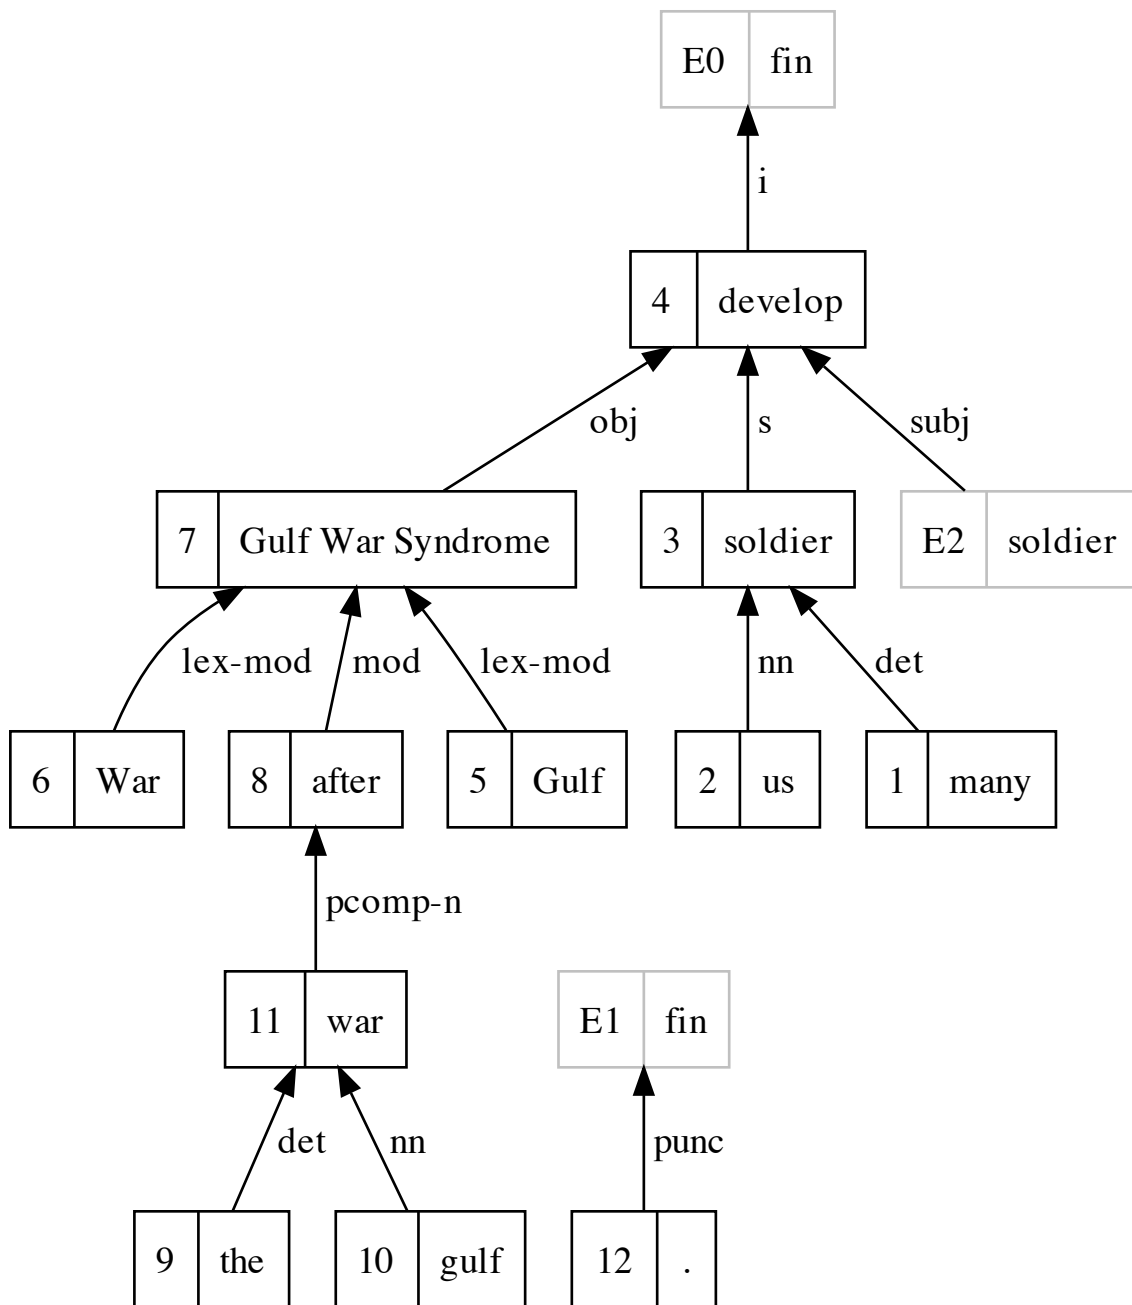 E0 fin
i
4 develop
obj s subj
7 Gulf War Syndrome 3 soldier E2 soldier
lex-mod mod lex-mod nn det
6 War 8 after 5 Gulf 2 us 1 many
pcomp-n
11 war E1 fin
det nn punc
9 the 10 gulf 12 .